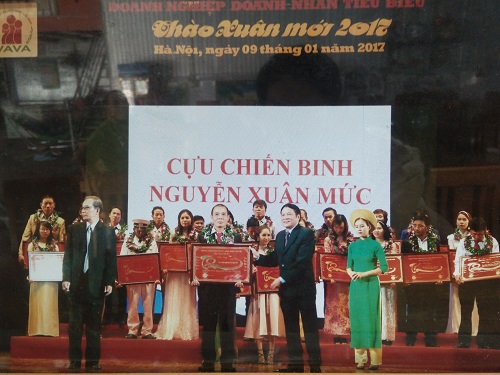 VAVA
DOANH NGHIỆP DOANH-NHÂN TIÊU BIỂU
Chào Xuân mới 2017
Hà Nội, ngày 09 tháng 01 năm 2017
CỰU CHIẾN BINH
NGUYỄN XUÂN MỨC